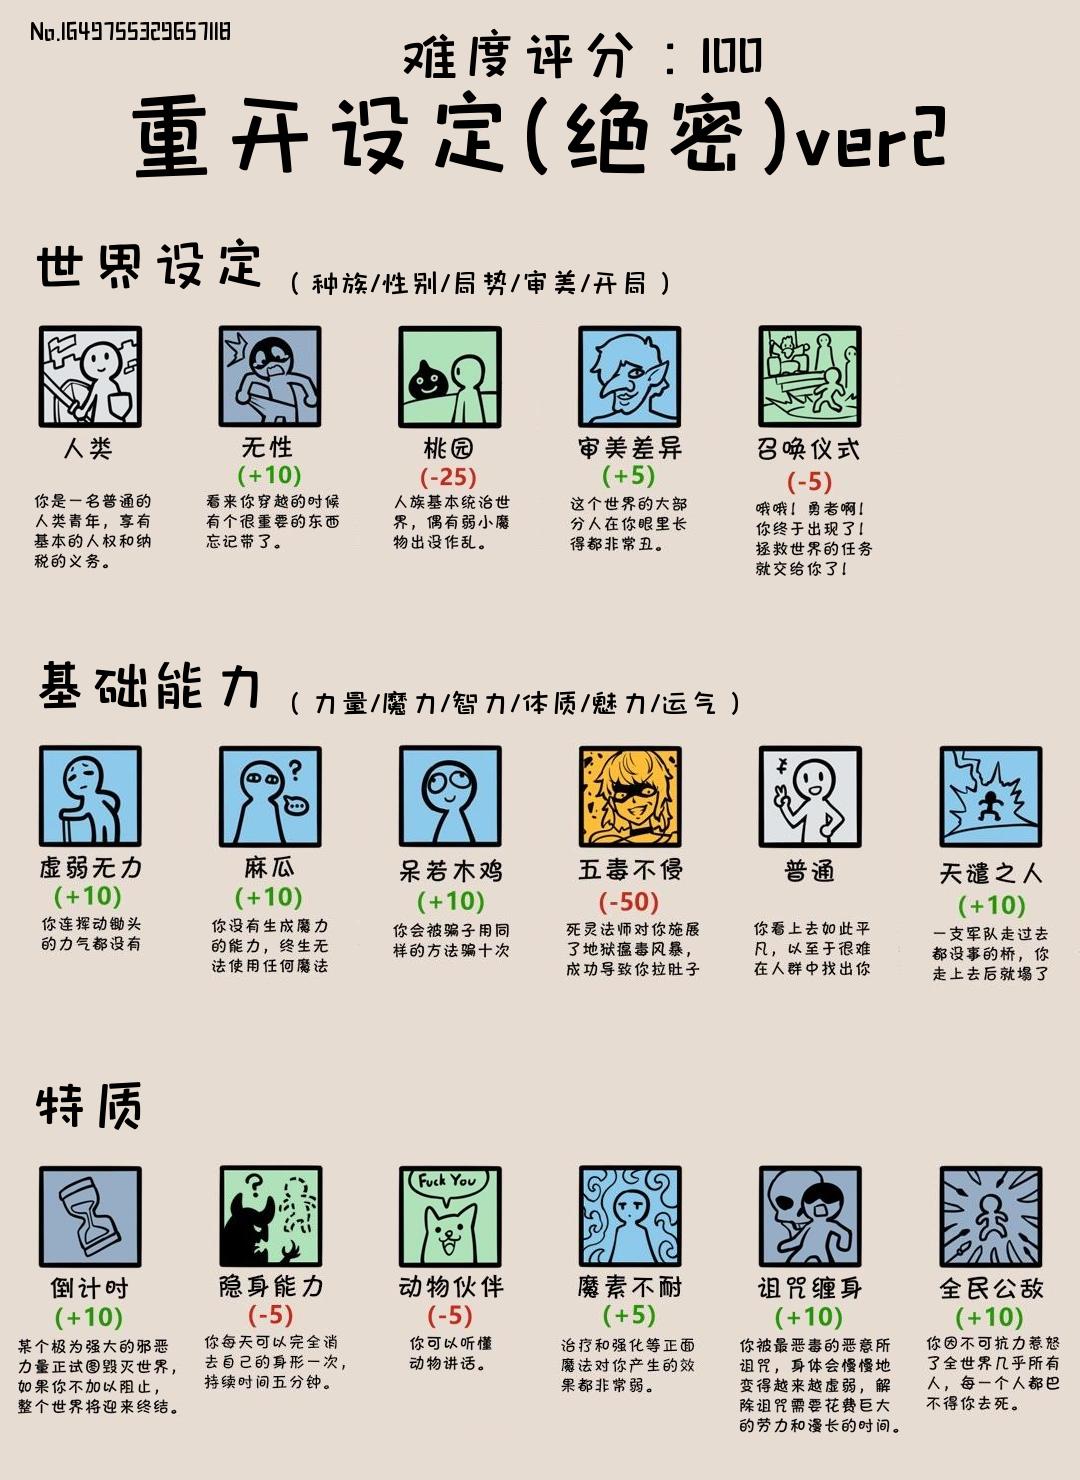 No.1649755329657118
难度评分：100
重开设定(绝密)ver2
世界设定
（种族/性别/局势/审美/开局）
人类
你是一名普通的
人类青年，享有
基本的人权和纳
税的义务。
无性
(+10)
看来你穿越的时候
有个很重要的东西
忘记带了。
桃园
(-25)
人族基本统治世
界，偶有弱小魔
物出没作乱。
审美差异
(+5)
这个世界的大部
分人在你眼里长
得都非常丑。
召唤仪式
(-5)
哦哦！勇者啊！
你终于出现了！
拯救世界的任务
就交给你了！
基础能力
（力量/魔力/智力/体质/魅力/运气）
虚弱无力
(+10)
你连挥动锄头
的力气都没有
麻瓜
(+10)
你没有生成魔力
的能力，终生无
法使用任何魔法
呆若木鸡
(+10)
你会被骗子用同
样的方法骗十次
五毒不侵
(-50)
死灵法师对你施展
了地狱瘟毒风暴，
成功导致你拉肚子
普通
你看上去如此平
凡，以至于很难
在人群中找出你
天谴之人
(+10)
一支军队走过去
都没事的桥，你
走上去后就塌了
特质
倒计时
(+10)
某个极为强大的邪恶
力量正试图毁灭世界，
如果你不加以阻止，
整个世界将迎来终结。
隐身能力
(-5)
你每天可以完全消
去自己的身形一次，
持续时间五分钟。
Fuck You
动物伙伴
(-5)
你可以听懂
动物讲话。
魔素不耐
(+5)
治疗和强化等正面
魔法对你产生的效
果都非常弱。
诅咒缠身
(+10)
你被最恶毒的恶意所
诅咒，身体会慢慢地
变得越来越虚弱，解
除诅咒需要花费巨大
的劳力和漫长的时间。
全民公敌
(+10)
你因不可抗力惹怒
了全世界几乎所有
人，每一个人都巴
不得你去死。